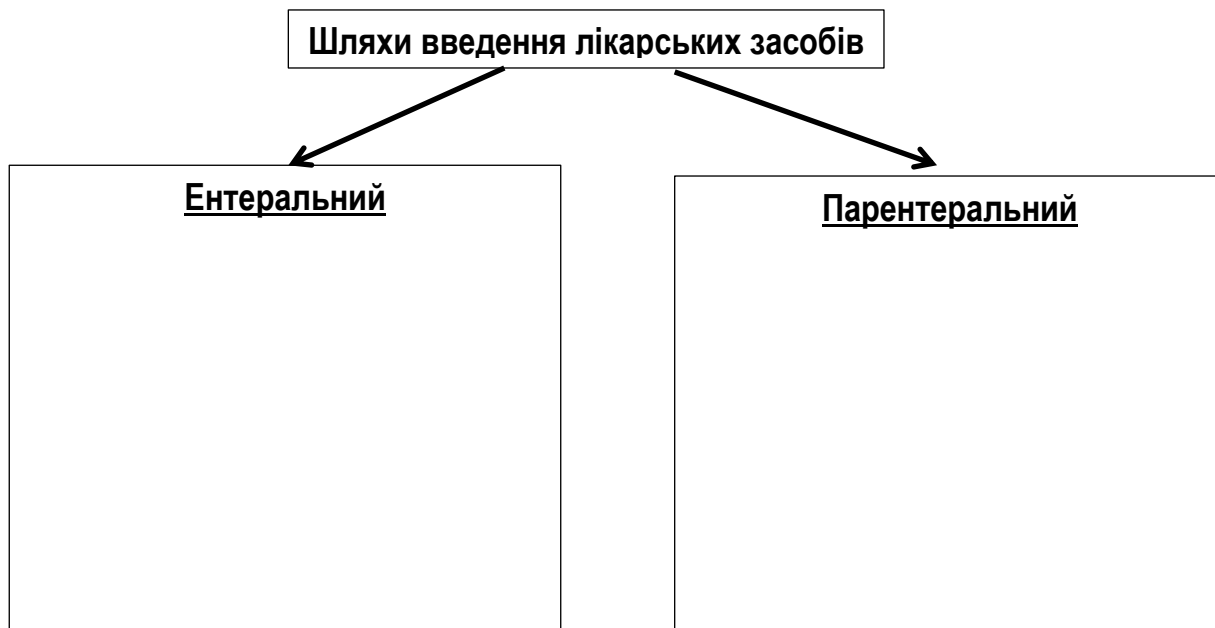 Шляхи введення лікарських засобів
Ентеральний
Парентеральний